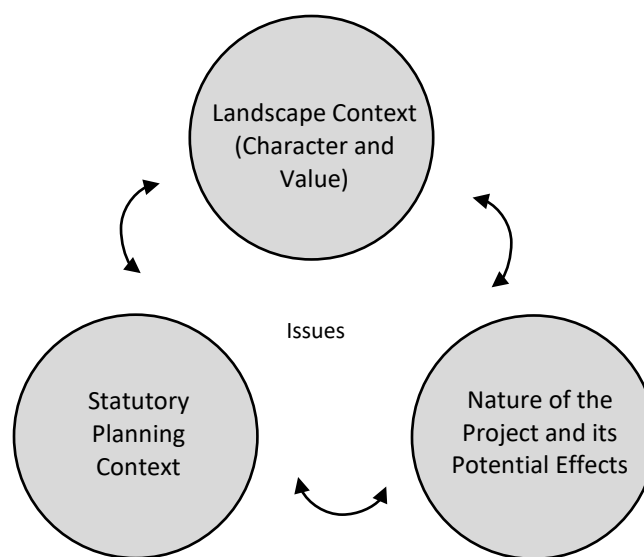 Landscape Context
(Character and
Value)
Issues
Statutory
Planning
Context
Nature of the
Project and its
Potential Effects